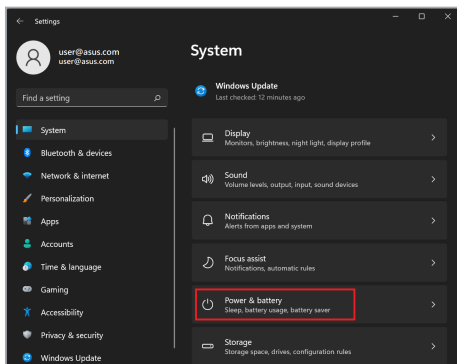 Settings
user@asus.com
user@asus.com
Find a setting
System
Bluetooth & devices
Network & internet
Personalization
Apps
Accounts
Time & language
Gaming
Accessibility
Privacy & security
Windows Update
System
Windows Update
Last checked: 12 minutes ago
Display
Monitors, brightness, night light, display profile
Sound
Volume levels, output, input, sound devices
Notifications
Alerts from apps and system
Focus assist
Notifications, automatic rules
Power & battery
Sleep, battery usage, battery saver
Storage
Storage space, drives, configuration rules